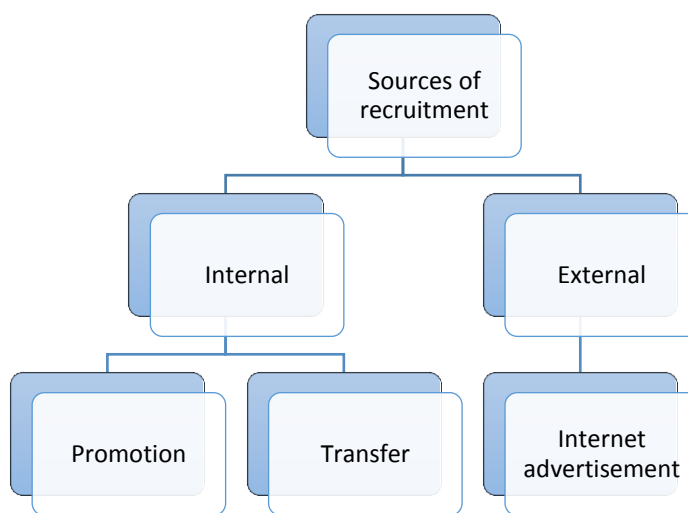 Sources of
recruitment
Internal
External
Promotion
Transfer
Internet
advertisement